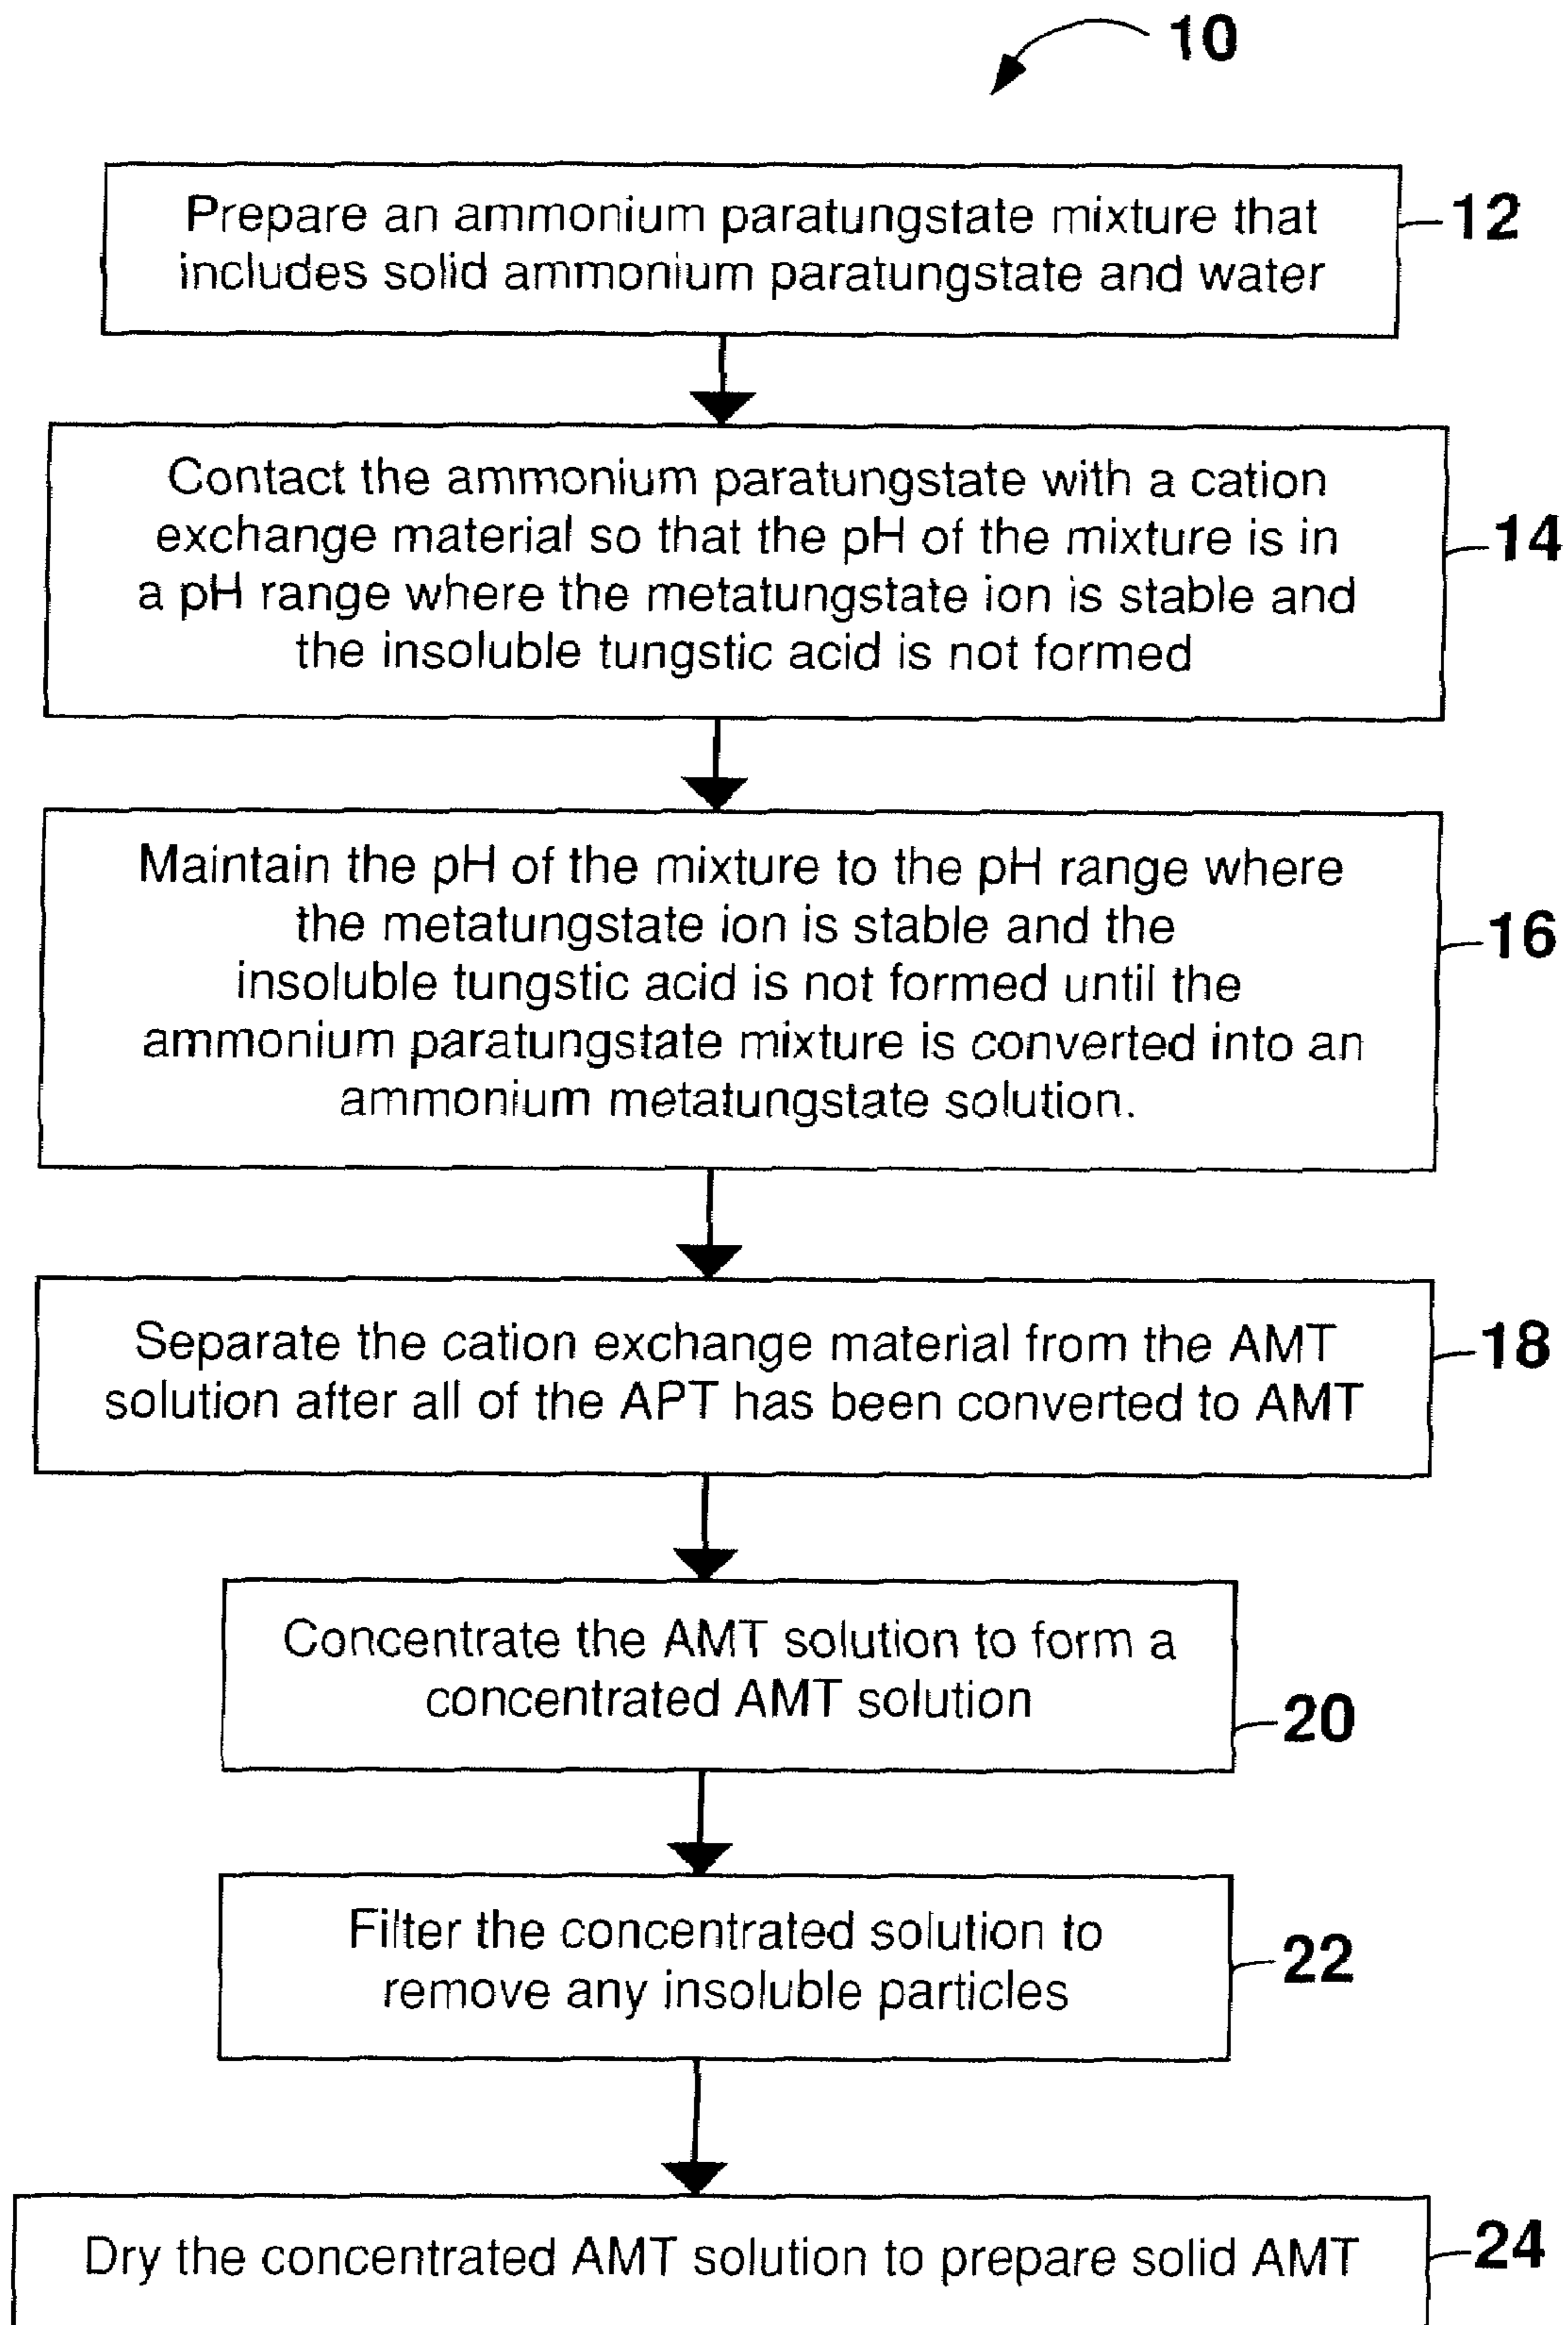 10
Prepare an ammonium paratungstate mixture that
includes solid ammonium paratungstate and water
12
Contact the ammonium paratungstate with a cation
exchange material so that the pH of the mixture is in
a pH range where the metatungstate ion is stable and
the insoluble tungstic acid is not formed
14
Maintain the pH of the mixture to the pH range where
the metatungstate ion is stable and the
insoluble tungstic acid is not formed until the
ammonium paratungstate mixture is converted into an
ammonium metatungstate solution.
16
Separate the cation exchange material from the AMT
solution after all of the APT has been converted to AMT
18
Concentrate the AMT solution to form a
concentrated AMT solution
20
Filter the concentrated solution to
remove any insoluble particles
22
Dry the concentrated AMT solution to prepare solid AMT
24